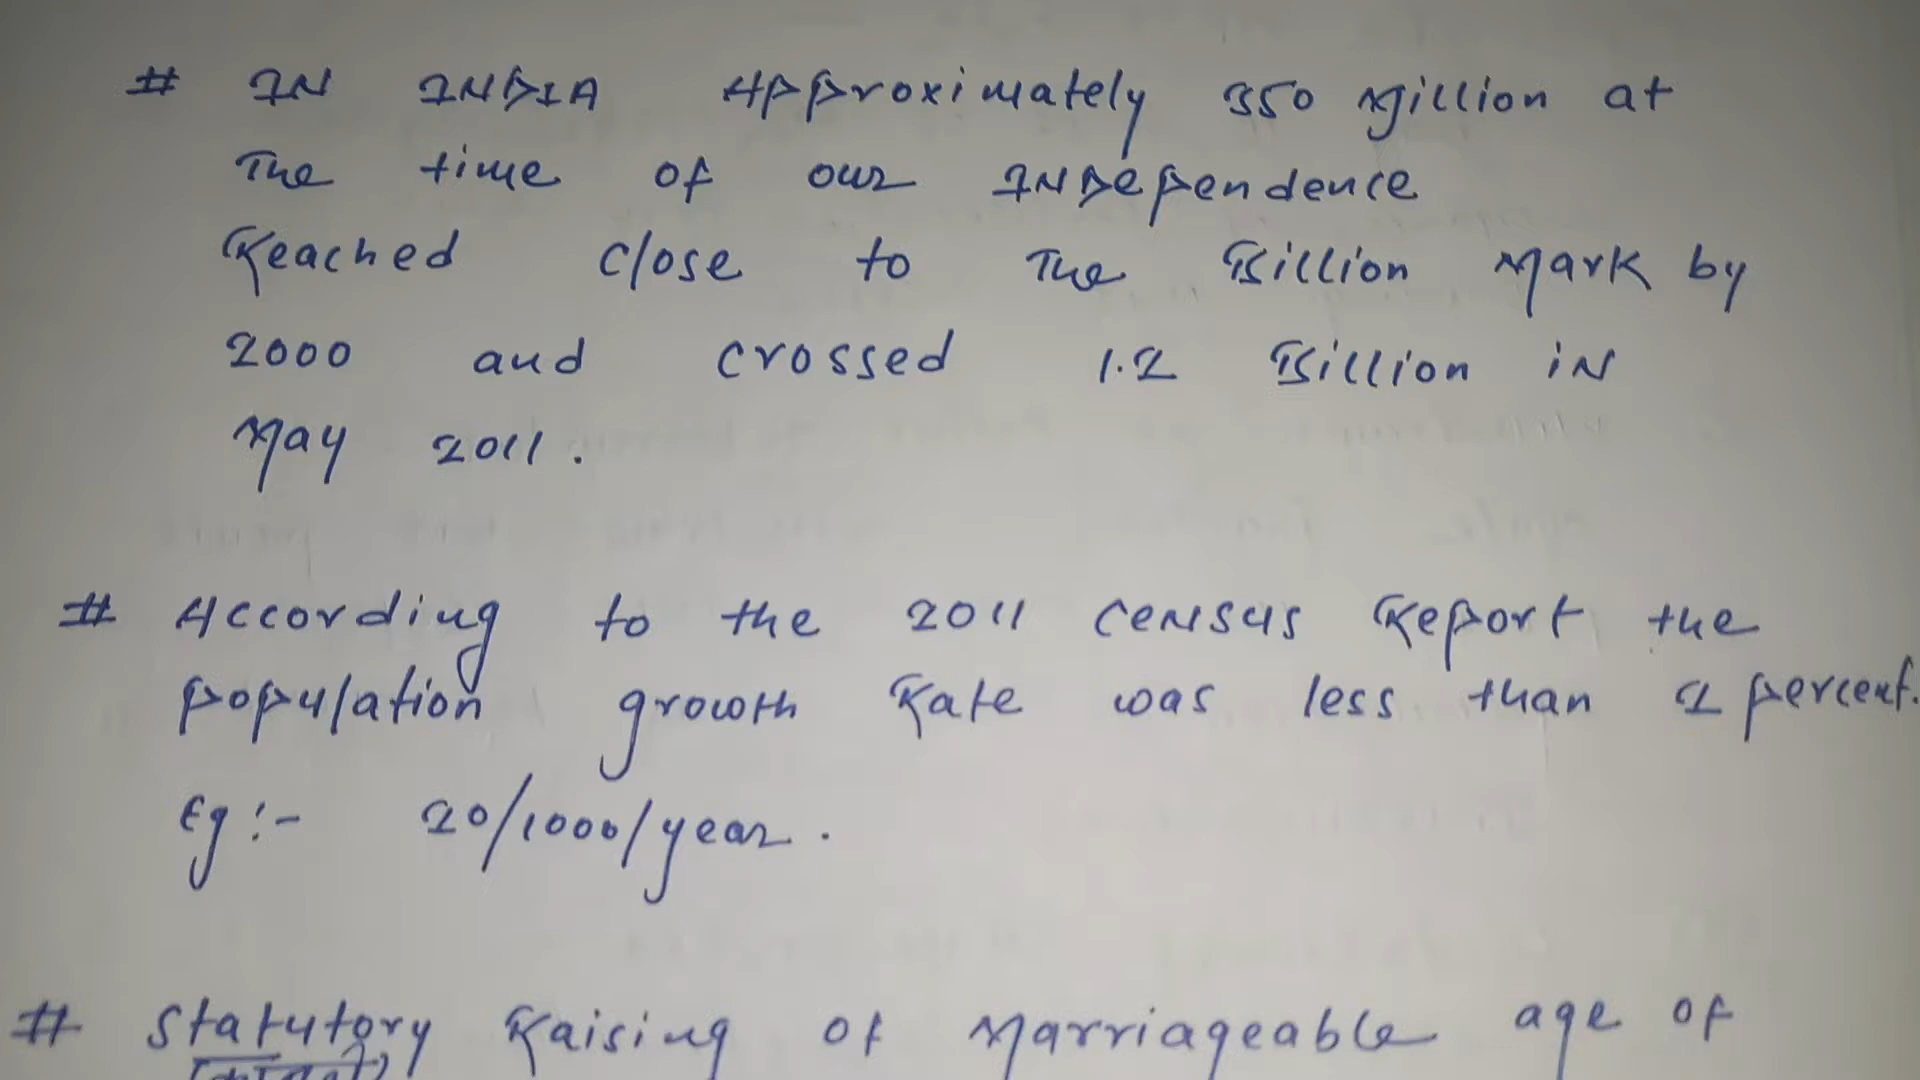 # IN INDIA Approximately 350 Million at
The time of our INDependence
Reached close to The Billion Mark by
2000 and crossed 1.2 Billion iN
May 2011.
# According to the 2011 CENSUS Report the
population growth Rate was less than 2 percent.
Eg :- 20/1000/year.
# Statutory Raising of Marriageable age of